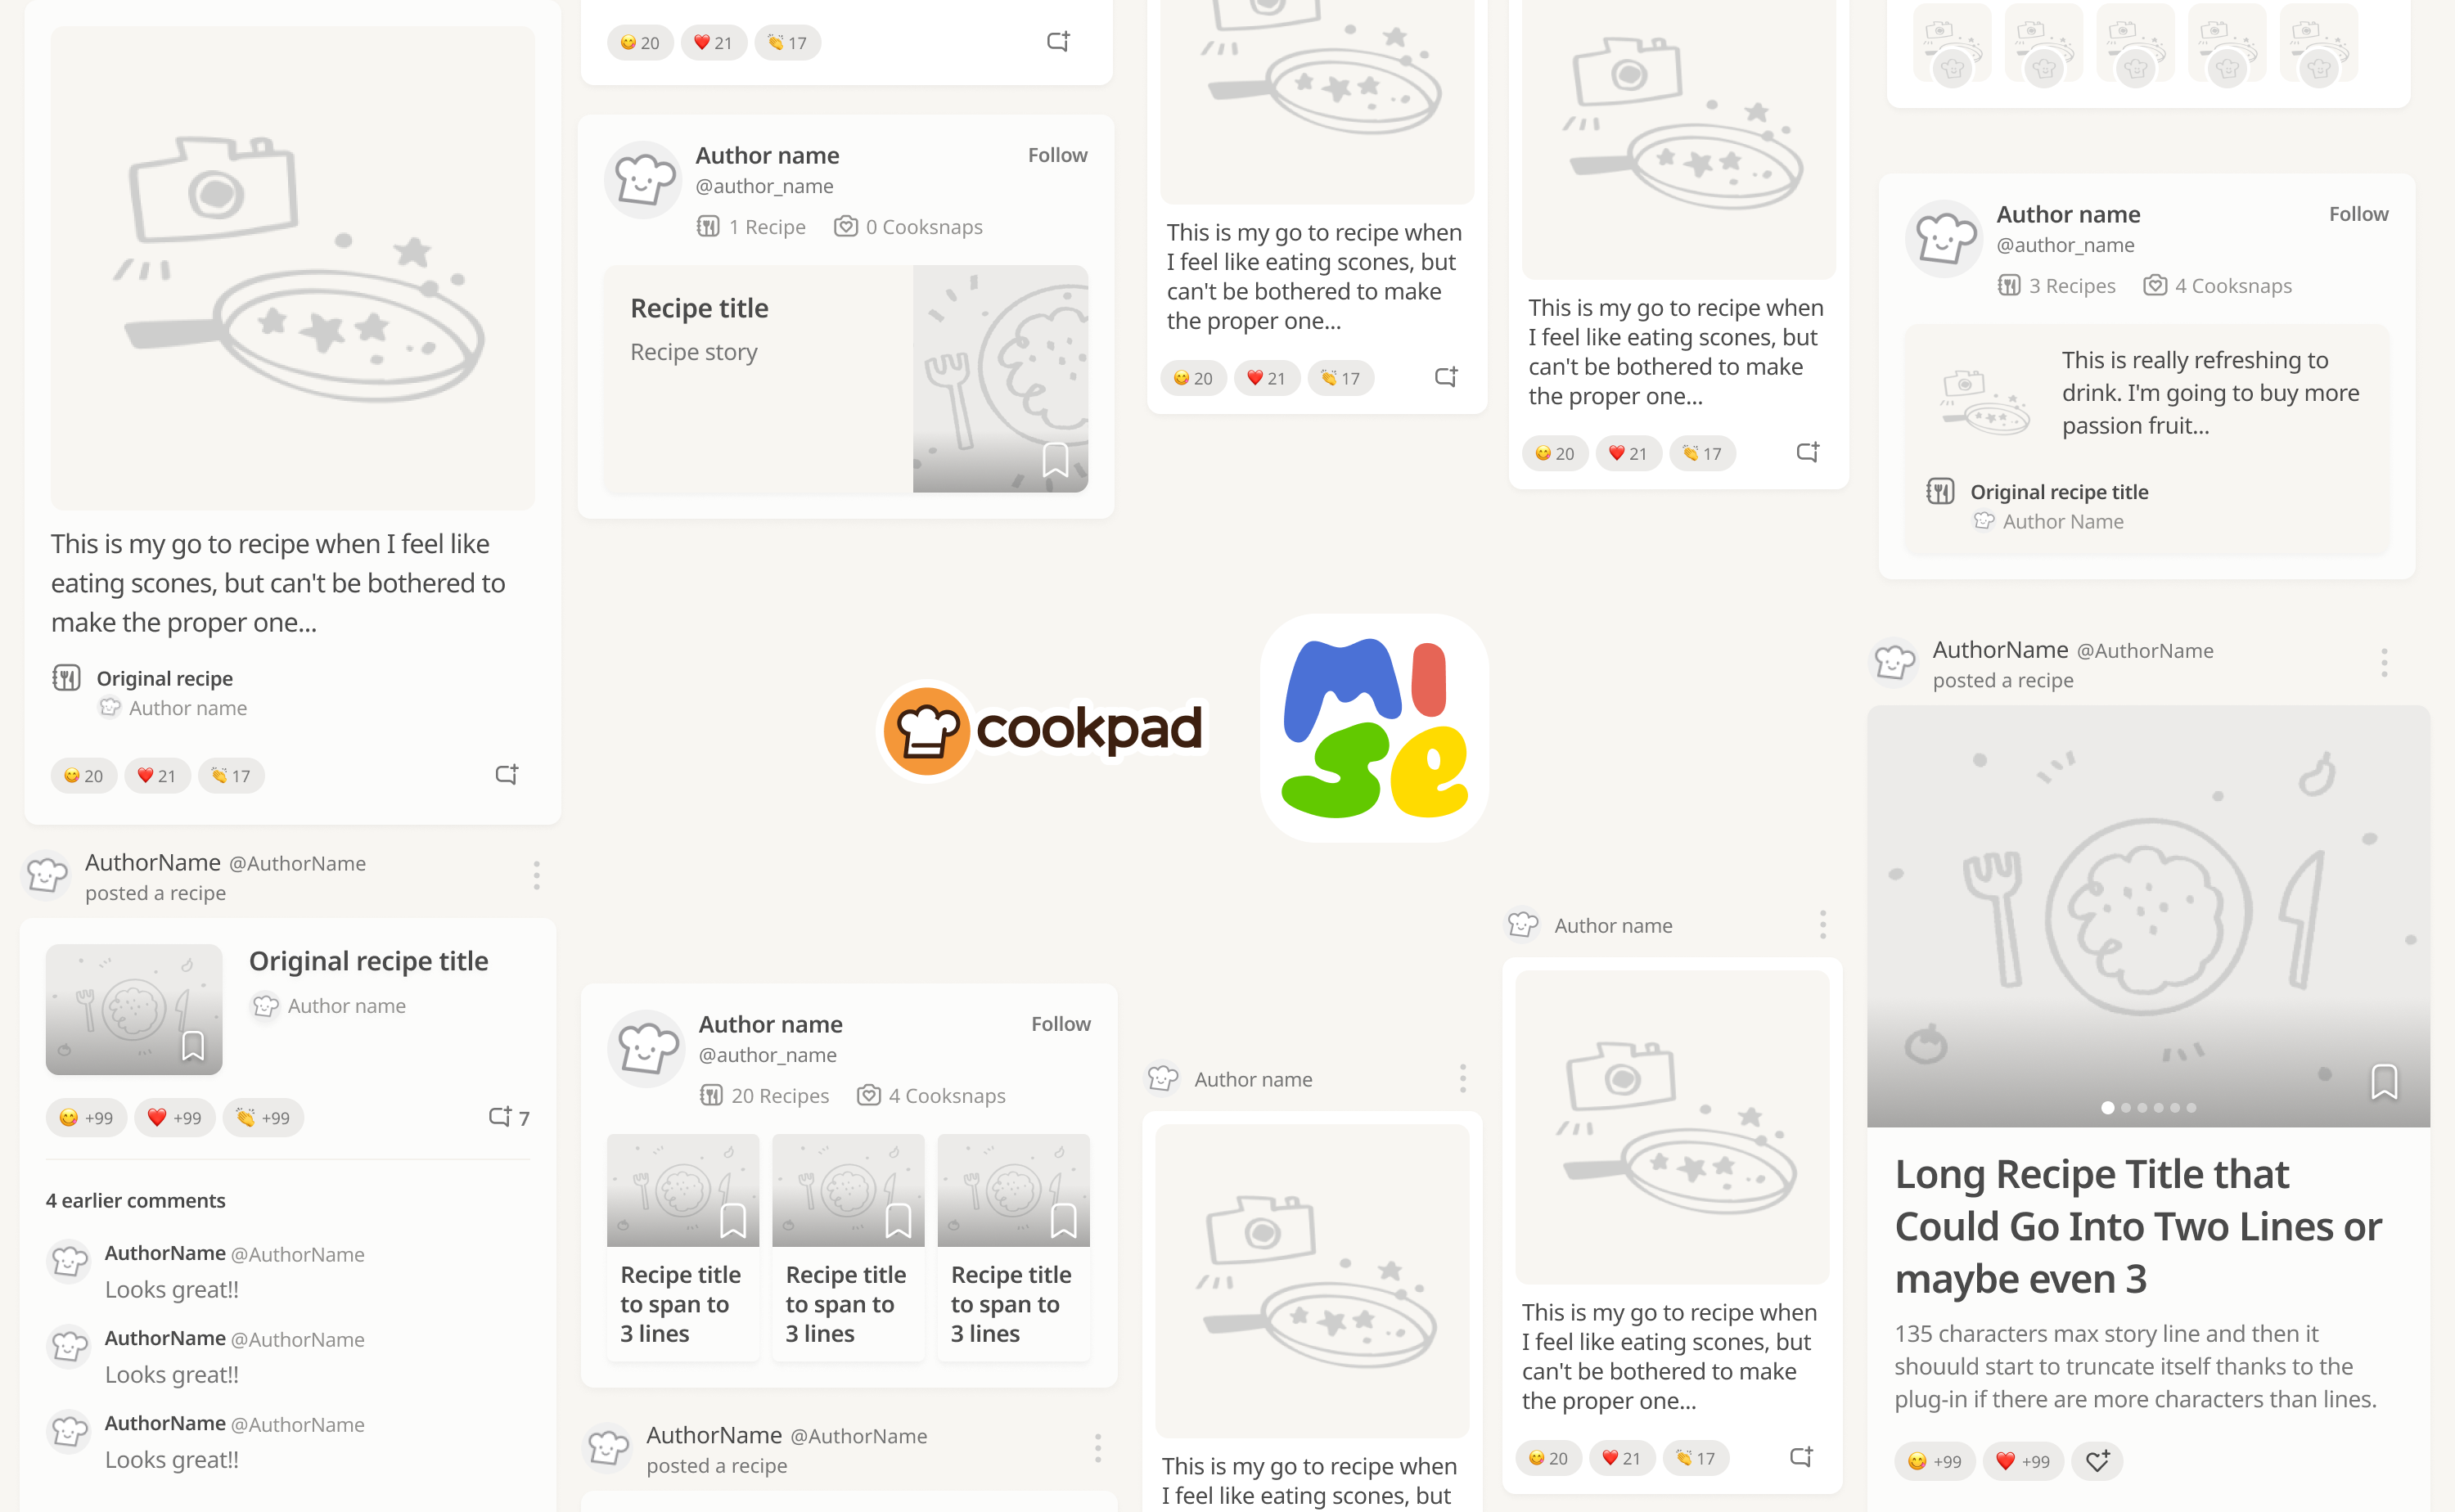 This is my go to recipe when I feel like
eating scones, but can't be bothered to
make the proper one...
Original recipe
Author name
20 21 17
AuthorName @AuthorName
posted a recipe
Original recipe title
Author name
+99 +99 +99 7
4 earlier comments
AuthorName @AuthorName
Looks great!!
AuthorName @AuthorName
Looks great!!
AuthorName @AuthorName
Looks great!!
20 21 17
Author name Follow
@author_name
1 Recipe 0 Cooksnaps
Recipe title
Recipe story
cookpad
MISe
Author name Follow
@author_name
20 Recipes 4 Cooksnaps
Recipe title
to span to
3 lines
Recipe title
to span to
3 lines
Recipe title
to span to
3 lines
AuthorName @AuthorName
posted a recipe
This is my go to recipe when
I feel like eating scones, but
can't be bothered to make
the proper one...
20 21 17
Author name
This is my go to recipe when
I feel like eating scones, but
This is my go to recipe when
I feel like eating scones, but
can't be bothered to make
the proper one...
20 21 17
Author name
This is my go to recipe when
I feel like eating scones, but
can't be bothered to make
the proper one...
20 21 17
Author name Follow
@author_name
3 Recipes 4 Cooksnaps
This is really refreshing to
drink. I'm going to buy more
passion fruit...
Original recipe title
Author Name
AuthorName @AuthorName
posted a recipe
Long Recipe Title that
Could Go Into Two Lines or
maybe even 3
135 characters max story line and then it
shouuld start to truncate itself thanks to the
plug-in if there are more characters than lines.
+99 +99